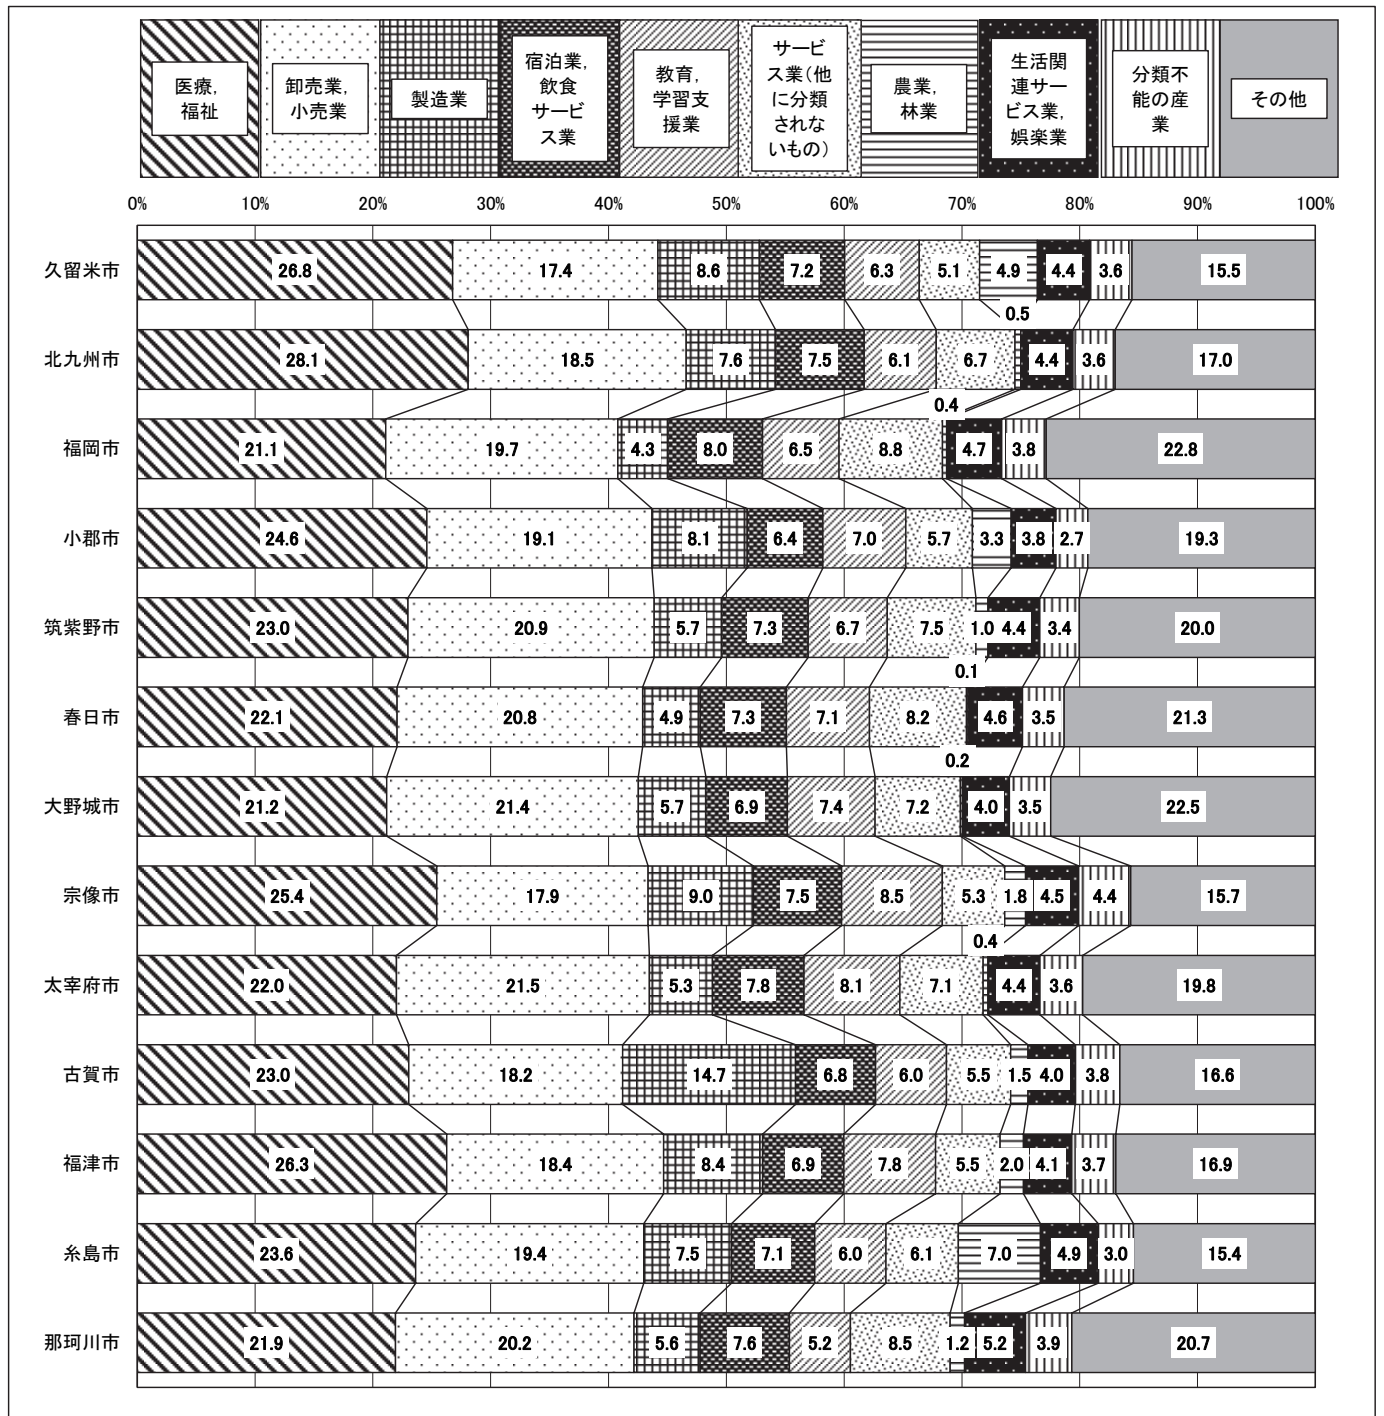 医療,
福祉
卸売業,
小売業
製造業
宿泊業,
飲食
サービ
ス業
教育,
学習支
援業
サービ
ス業(他
に分類
されな
いもの)
農業,
林業
生活関
連サー
ビス業,
娯楽業
分類不
能の産
業
その他
0% 10% 20% 30% 40% 50% 60% 70% 80% 90% 100%
久留米市 26.8 17.4 8.6 7.2 6.3 5.1 4.9 4.4 3.6 15.5
0.5
北九州市 28.1 18.5 7.6 7.5 6.1 6.7 4.4 3.6 17.0
0.4
福岡市 21.1 19.7 4.3 8.0 6.5 8.8 4.7 3.8 22.8
小郡市 24.6 19.1 8.1 6.4 7.0 5.7 3.3 3.8 2.7 19.3
筑紫野市 23.0 20.9 5.7 7.3 6.7 7.5 1.0 4.4 3.4 20.0
0.1
春日市 22.1 20.8 4.9 7.3 7.1 8.2 4.6 3.5 21.3
0.2
大野城市 21.2 21.4 5.7 6.9 7.4 7.2 4.0 3.5 22.5
宗像市 25.4 17.9 9.0 7.5 8.5 5.3 1.8 4.5 4.4 15.7
0.4
太宰府市 22.0 21.5 5.3 7.8 8.1 7.1 4.4 3.6 19.8
古賀市 23.0 18.2 14.7 6.8 6.0 5.5 1.5 4.0 3.8 16.6
福津市 26.3 18.4 8.4 6.9 7.8 5.5 2.0 4.1 3.7 16.9
糸島市 23.6 19.4 7.5 7.1 6.0 6.1 7.0 4.9 3.0 15.4
那珂川市 21.9 20.2 5.6 7.6 5.2 8.5 1.2 5.2 3.9 20.7